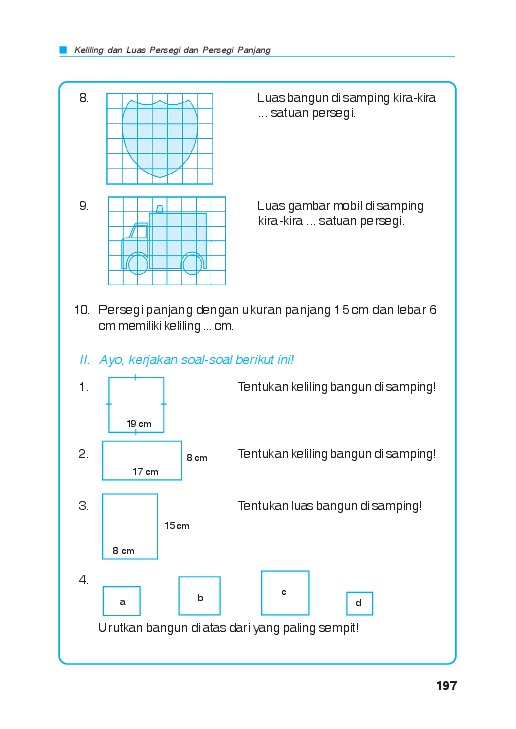 Keliling dan Luas Persegi dan Persegi Panjang
8. Luas bangun di samping kira-kira
... satuan persegi.
9. Luas gambar mobil di samping
kira-kira ... satuan persegi.
10. Persegi panjang dengan ukuran panjang 15 cm dan lebar 6
cm memiliki keliling ... cm.
II. Ayo, kerjakan soal-soal berikut ini!
1. Tentukan keliling bangun di samping!
19 cm
2. Tentukan keliling bangun di samping!
8 cm
17 cm
3. Tentukan luas bangun di samping!
15 cm
8 cm
4.
a b c d
Urutkan bangun di atas dari yang paling sempit!
197